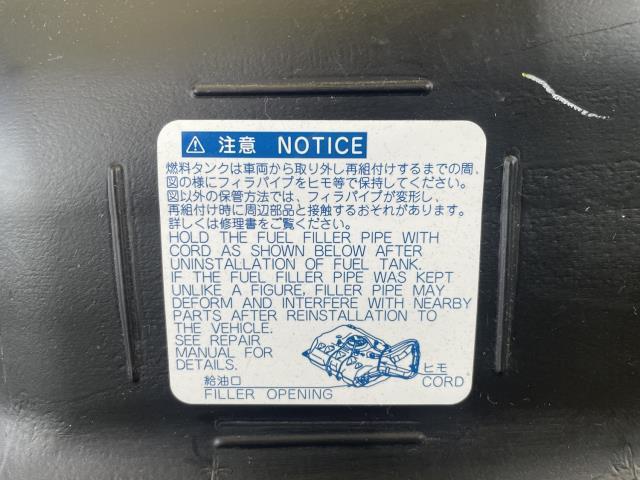 注意 NOTICE
燃料タンクは車両から取り外し再組付けするまでの間,
図の様にフィラパイプをヒモ等で保持してください。
図以外の保管方法では、フィラパイプが変形し,
再組付け時に周辺部品と接触するおそれがあります。
詳しくは修理書をご覧ください。
HOLD THE FUEL FILLER PIPE WITH
CORD AS SHOWN BELOW AFTER
UNINSTALLATION OF FUEL TANK.
IF THE FUEL FILLER PIPE WAS KEPT
UNLIKE A FIGURE, FILLER PIPE MAY
DEFORM AND INTERFERE WITH NEARBY
PARTS AFTER REINSTALLATION TO
THE VEHICLE.
SEE REPAIR
MANUAL FOR
DETAILS.
ヒモ
CORD
給油口
FILLER OPENING